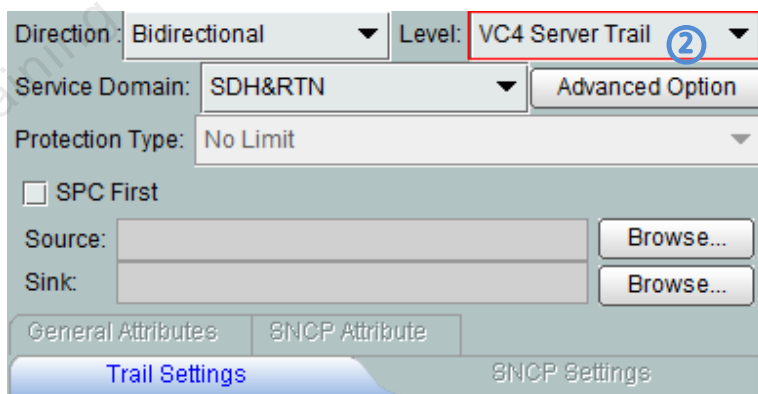 Direction: Bidirectional Level: VC4 Server Trail ②
Service Domain: SDH&RTN Advanced Option
Protection Type: No Limit
SPC First
Source: Browse...
Sink: Browse...
General Attributes SNCP Attribute
Trail Settings SNCP Settings